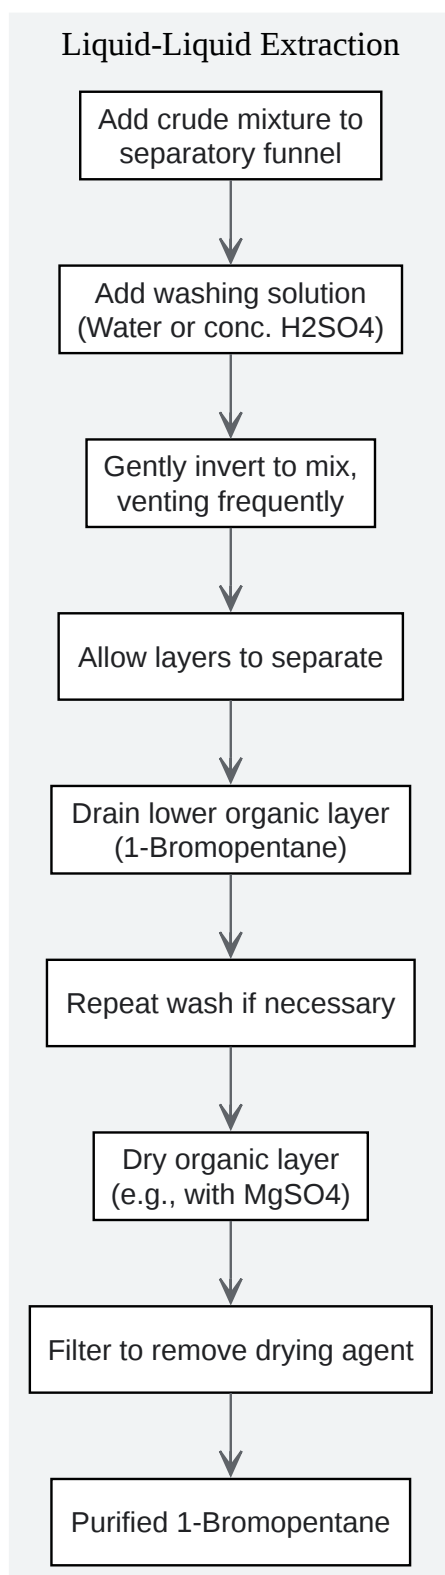 Liquid-Liquid Extraction
Add crude mixture to
separatory funnel
Add washing solution
(Water or conc. H2SO4)
Gently invert to mix,
venting frequently
Allow layers to separate
Drain lower organic layer
(1-Bromopentane)
Repeat wash if necessary
Dry organic layer
(e.g., with MgSO4)
Filter to remove drying agent
Purified 1-Bromopentane